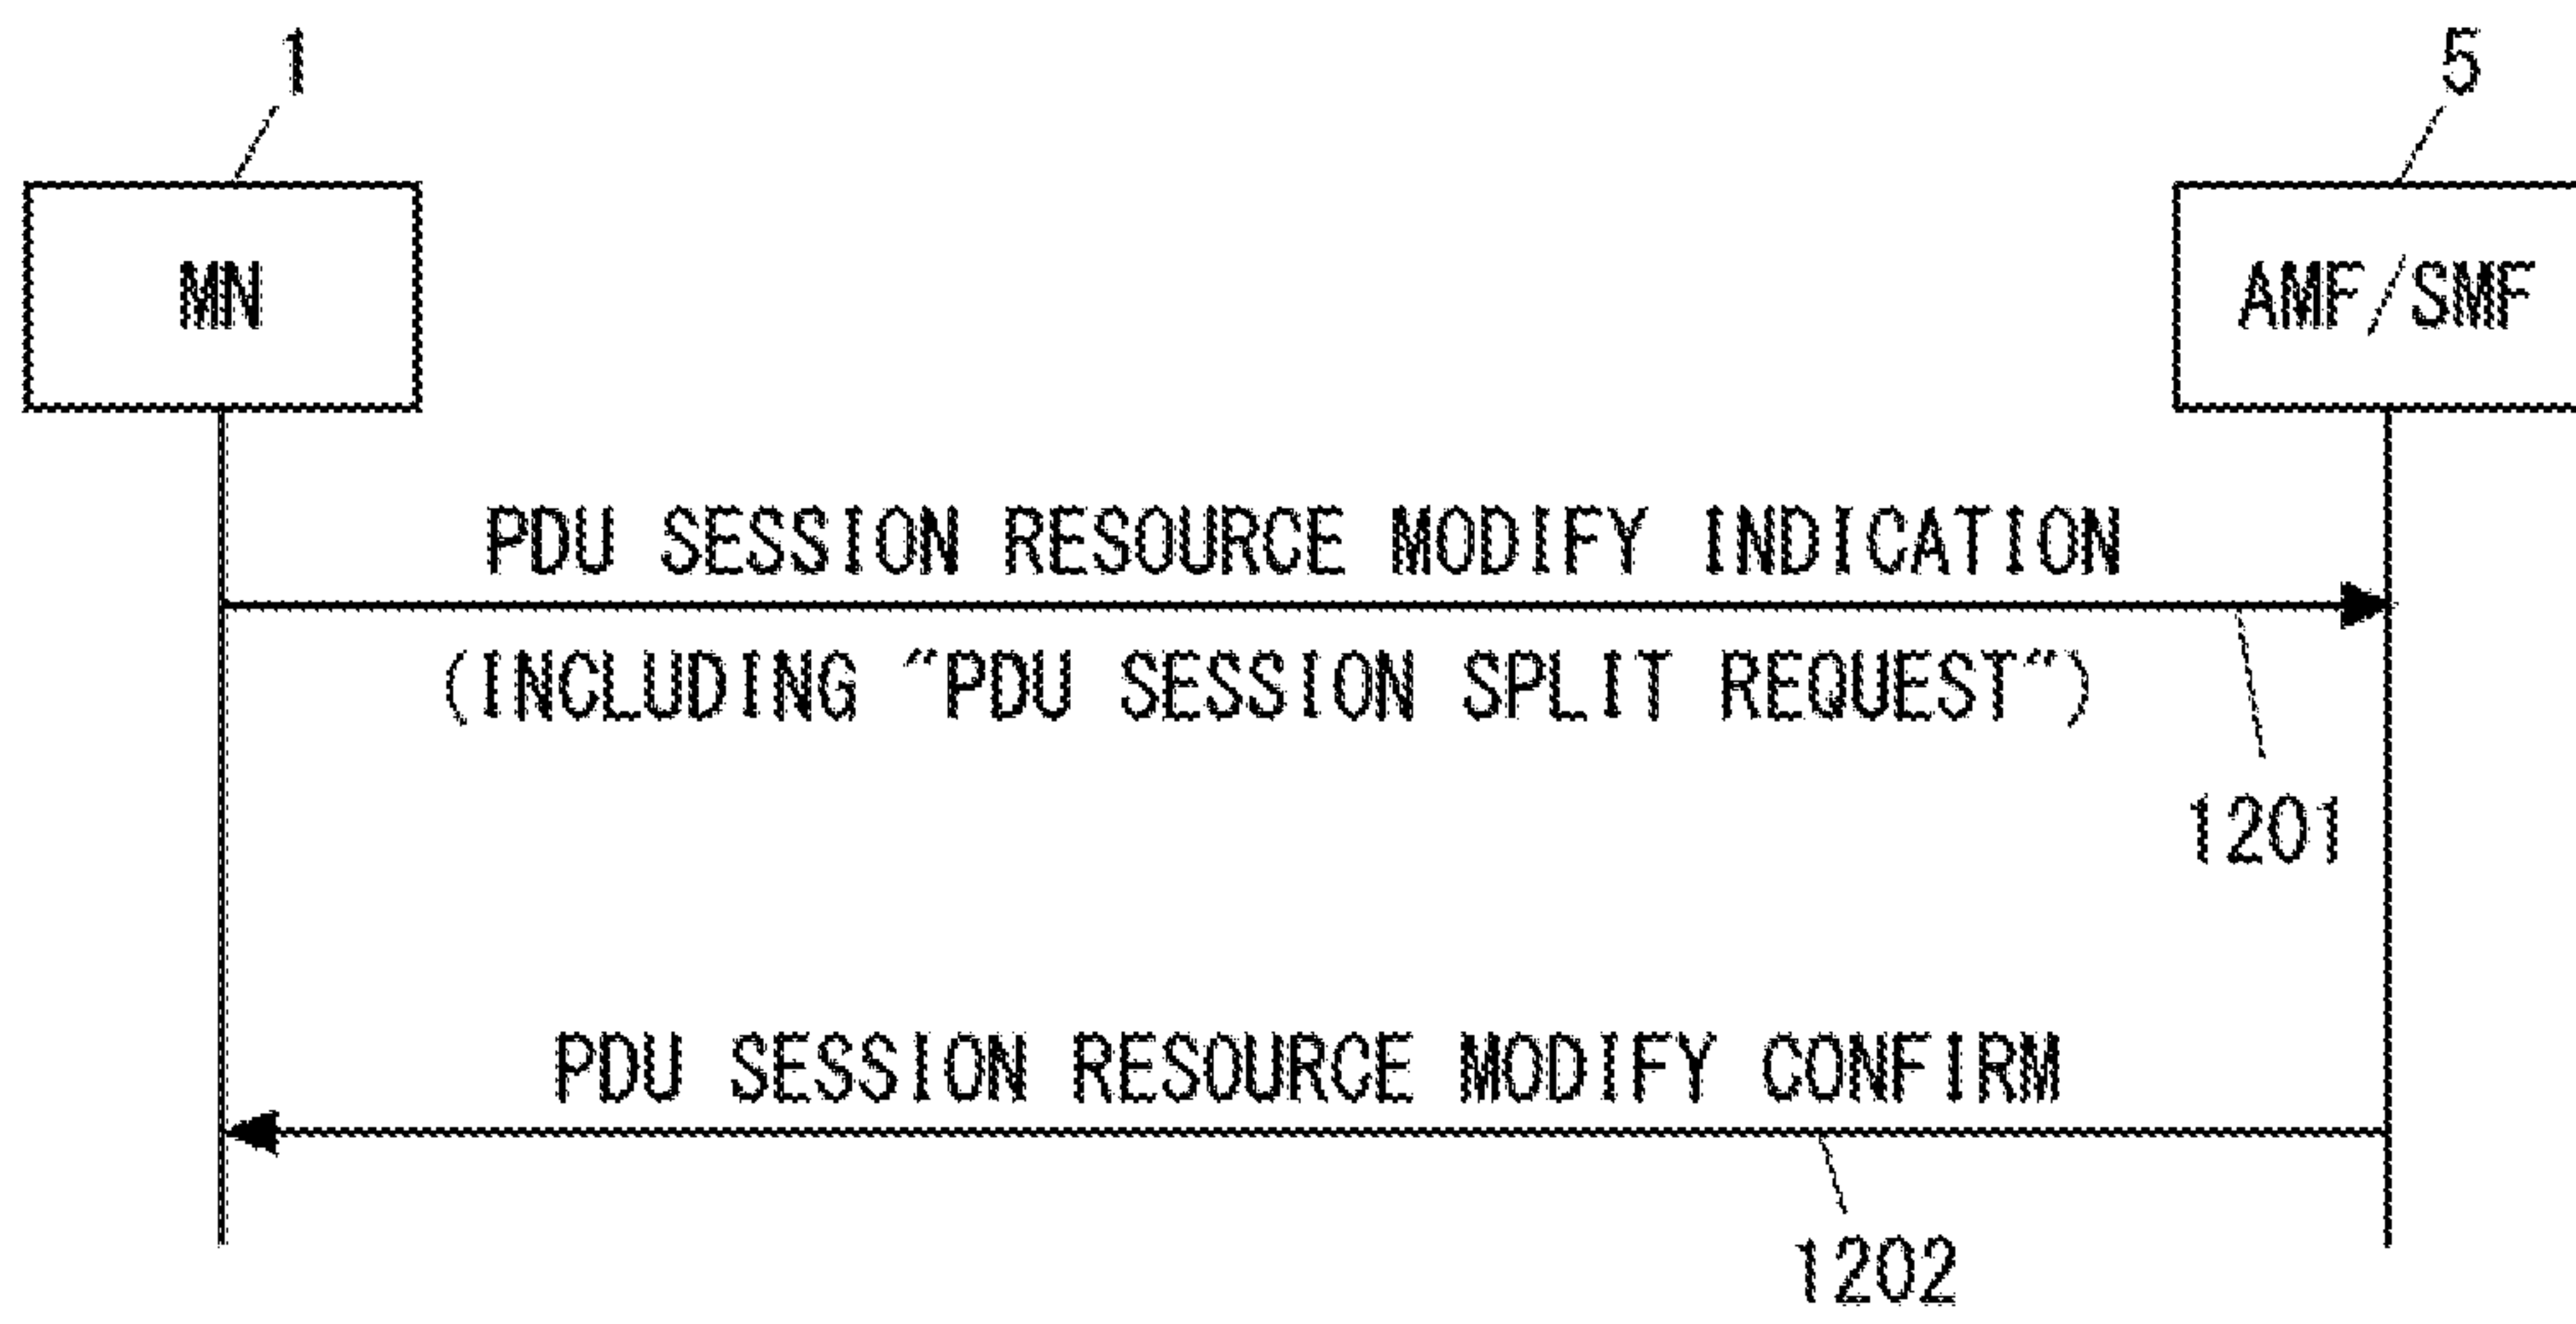 1
5
MN
AMF/SMF
PDU SESSION RESOURCE MODIFY INDICATION
(INCLUDING "PDU SESSION SPLIT REQUEST")
1201
PDU SESSION RESOURCE MODIFY CONFIRM
1202